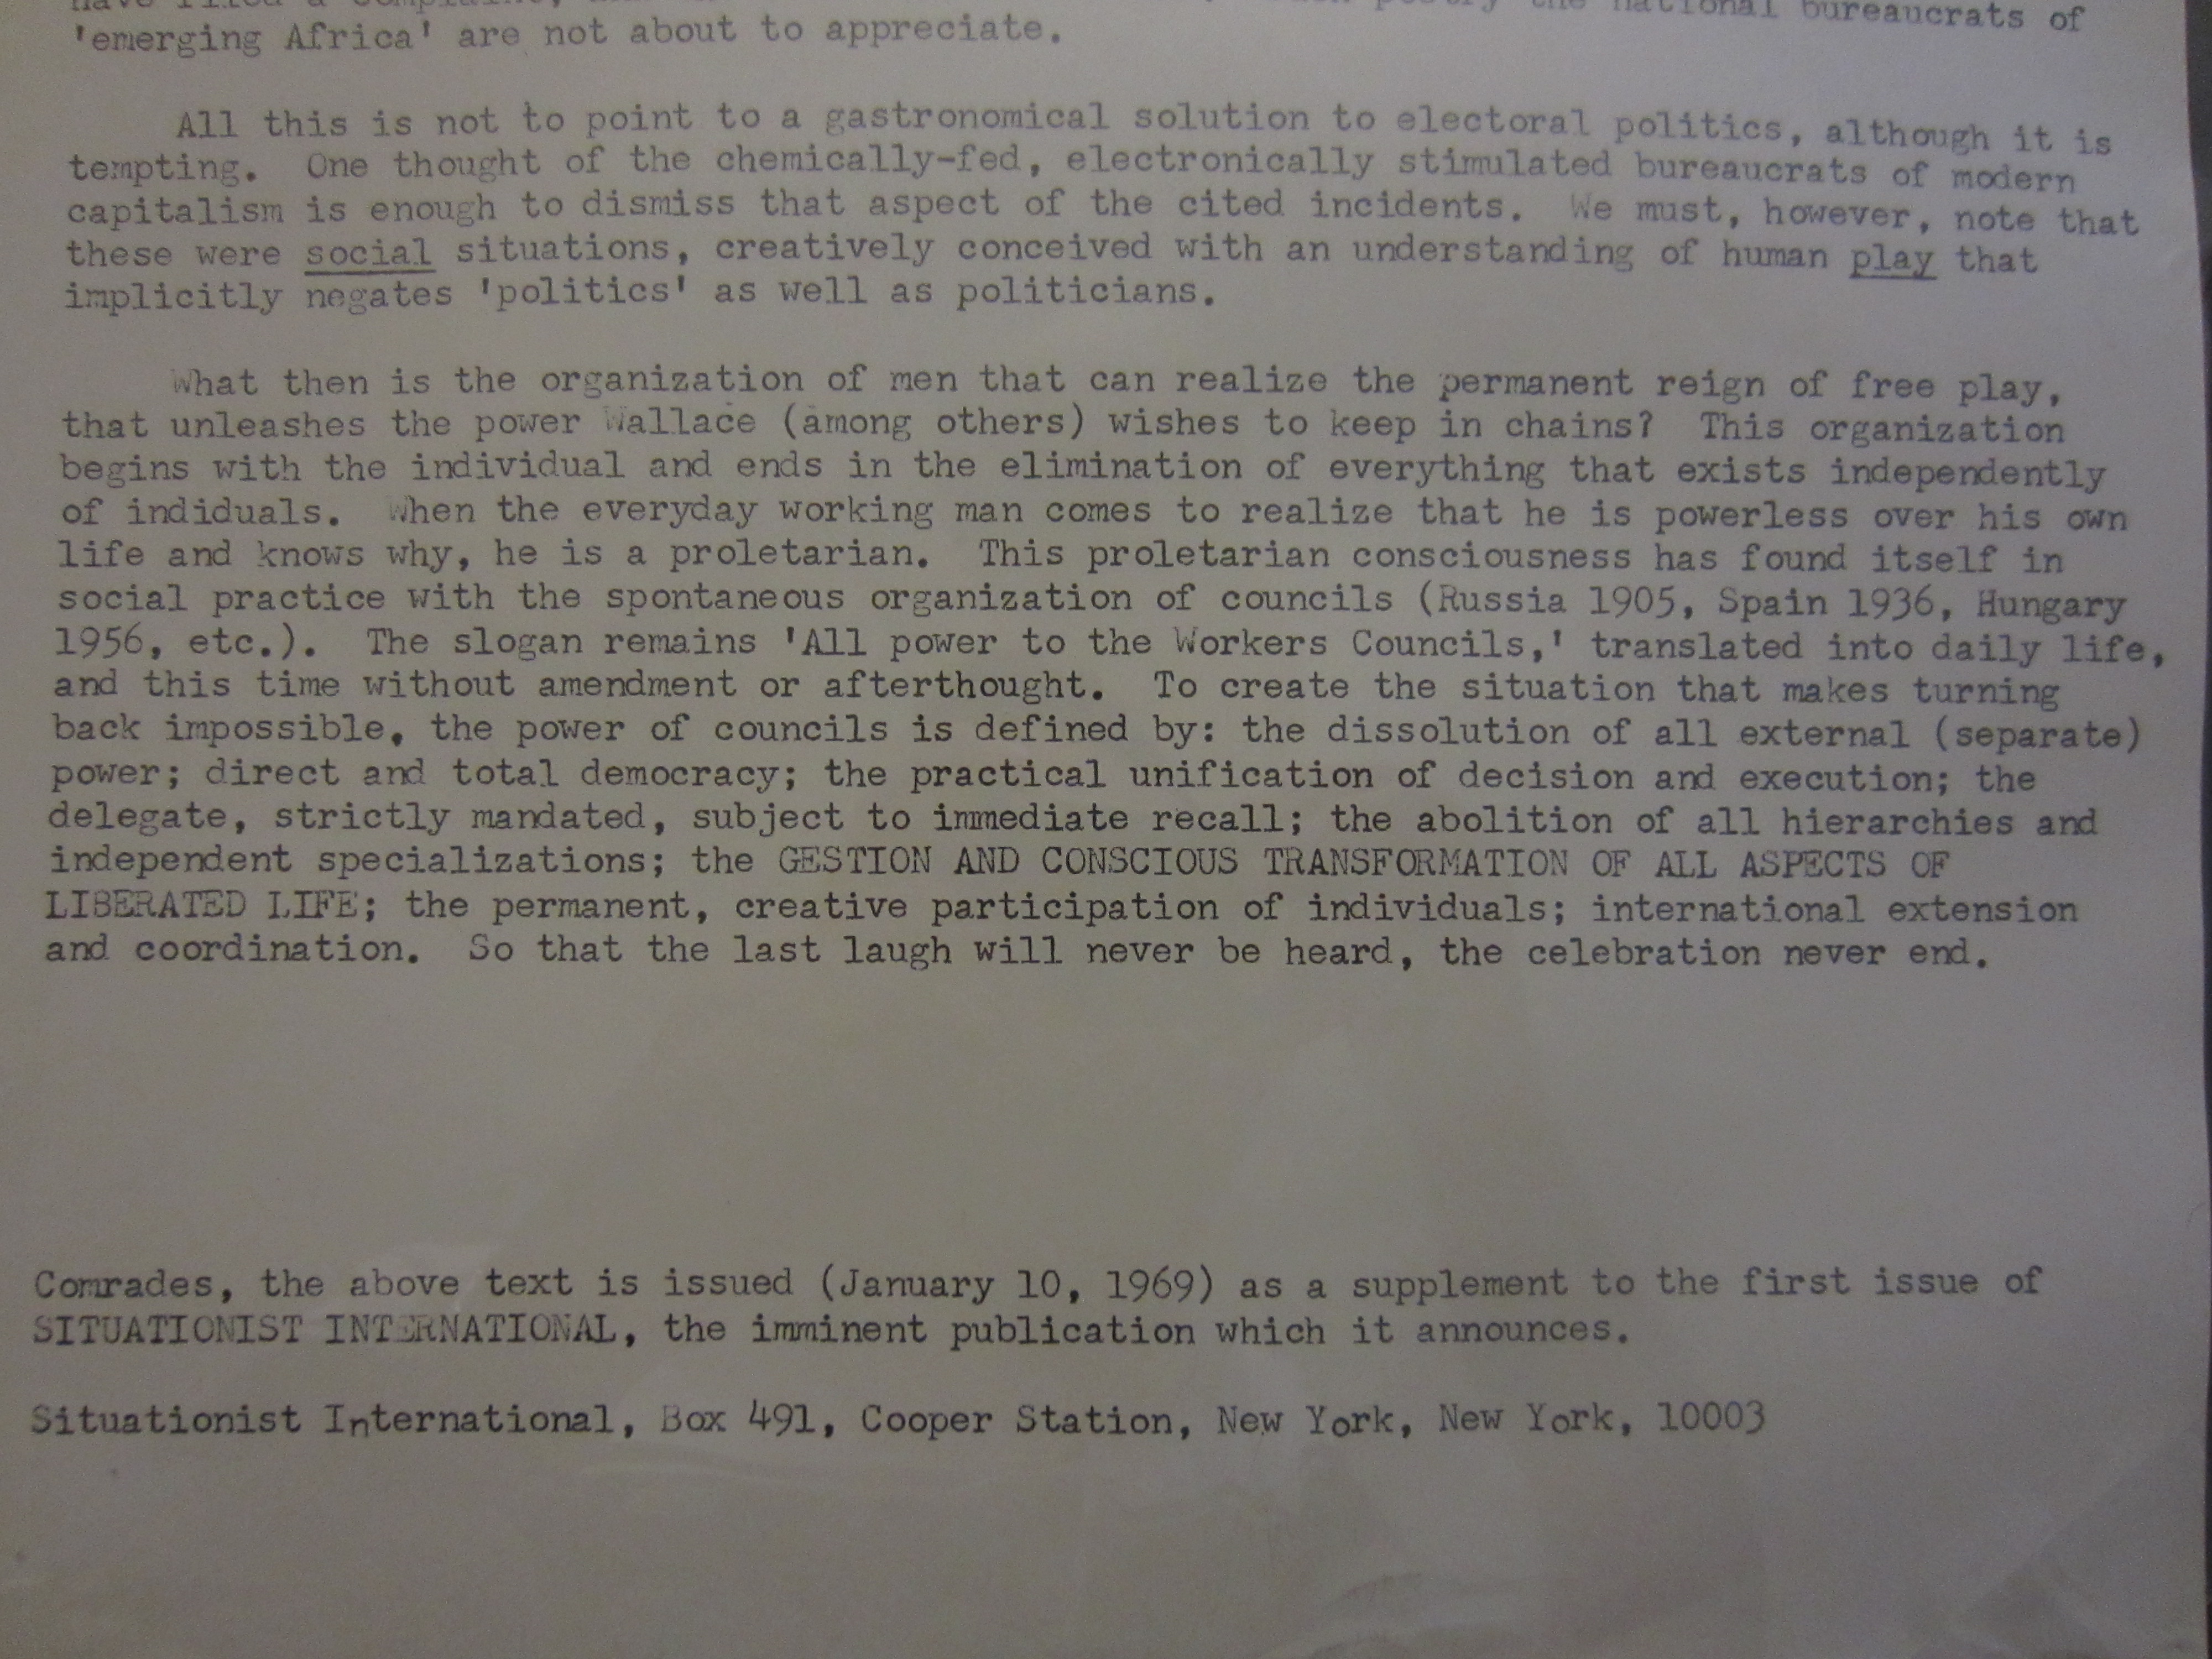 have filed a complaint, poetry the national bureaucrats of
'emerging Africa' are not about to appreciate.
All this is not to point to a gastronomical solution to electoral politics, although it is
tempting. One thought of the chemically-fed, electronically stimulated bureaucrats of modern
capitalism is enough to dismiss that aspect of the cited incidents. We must, however, note that
these were social situations, creatively conceived with an understanding of human play that
implicitly negates 'politics' as well as politicians.
What then is the organization of men that can realize the permanent reign of free play,
that unleashes the power Wallace (among others) wishes to keep in chains? This organization
begins with the individual and ends in the elimination of everything that exists independently
of indiduals. When the everyday working man comes to realize that he is powerless over his own
life and knows why, he is a proletarian. This proletarian consciousness has found itself in
social practice with the spontaneous organization of councils (Russia 1905, Spain 1936, Hungary
1956, etc.). The slogan remains 'All power to the Workers Councils,' translated into daily life,
and this time without amendment or afterthought. To create the situation that makes turning
back impossible, the power of councils is defined by: the dissolution of all external (separate)
power; direct and total democracy; the practical unification of decision and execution; the
delegate, strictly mandated, subject to immediate recall; the abolition of all hierarchies and
independent specializations; the GESTION AND CONSCIOUS TRANSFORMATION OF ALL ASPECTS OF
LIBERATED LIFE; the permanent, creative participation of individuals; international extension
and coordination. So that the last laugh will never be heard, the celebration never end.
Comrades, the above text is issued (January 10, 1969) as a supplement to the first issue of
SITUATIONIST INTERNATIONAL, the imminent publication which it announces.
Situationist International, Box 491, Cooper Station, New York, New York, 10003